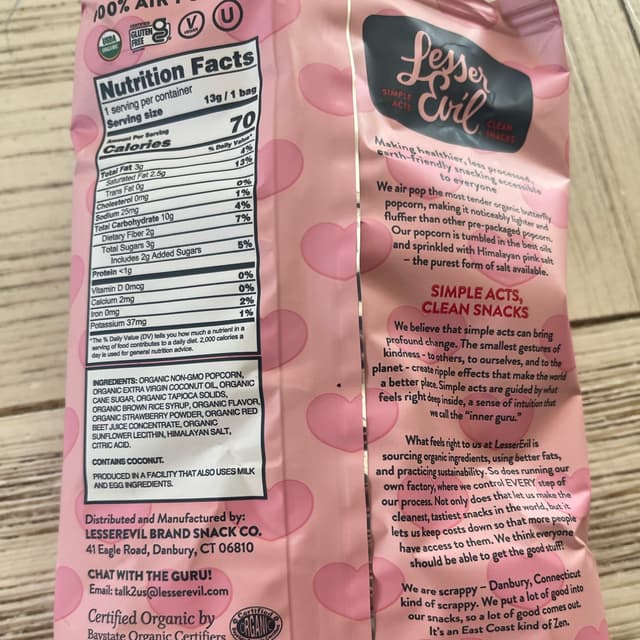 100% AIR PO
USDA ORGANIC
CERTIFIED GLUTEN FREE
V VEGAN
U
Nutrition Facts
1 serving per container
Serving size 13g / 1 bag
Amount Per Serving
Calories 70
% Daily Value*
Total Fat 3g 4%
Saturated Fat 2.5g 13%
Trans Fat 0g
Cholesterol 0mg 0%
Sodium 25mg 1%
Total Carbohydrate 10g 4%
Dietary Fiber 2g 7%
Total Sugars 3g
Includes 2g Added Sugars 5%
Protein <1g
Vitamin D 0mcg 0%
Calcium 2mg 0%
Iron 0mg 2%
Potassium 37mg 1%
*The % Daily Value (DV) tells you how much a nutrient in a
serving of food contributes to a daily diet. 2,000 calories a
day is used for general nutrition advice.
INGREDIENTS: ORGANIC NON-GMO POPCORN,
ORGANIC EXTRA VIRGIN COCONUT OIL, ORGANIC
CANE SUGAR, ORGANIC TAPIOCA SOLIDS,
ORGANIC BROWN RICE SYRUP, ORGANIC FLAVOR,
ORGANIC STRAWBERRY POWDER, ORGANIC RED
BEET JUICE CONCENTRATE, ORGANIC
SUNFLOWER LECITHIN, HIMALAYAN SALT,
CITRIC ACID.
CONTAINS COCONUT.
PRODUCED IN A FACILITY THAT ALSO USES MILK
AND EGG INGREDIENTS.
Distributed and Manufactured by:
LESSEREVIL BRAND SNACK CO.
41 Eagle Road, Danbury, CT 06810
CHAT WITH THE GURU!
Email: talk2us@lesserevil.com
Certified Organic by
Baystate Organic Certifiers
Certified ORGANIC
Lesser
Evil
SIMPLE ACTS
CLEAN SNACKS
Making healthier, less processed,
earth-friendly snacking accessible
to everyone
We air pop the most tender organic butterfly
popcorn, making it noticeably lighter and
fluffier than other pre-packaged popcorn.
Our popcorn is tumbled in the best oils
and sprinkled with Himalayan pink salt
– the purest form of salt available.
SIMPLE ACTS,
CLEAN SNACKS
We believe that simple acts can bring
profound change. The smallest gestures of
kindness - to others, to ourselves, and to the
planet - create ripple effects that make the world
a better place. Simple acts are guided by what
feels right deep inside, a sense of intuition that
we call the "inner guru."
What feels right to us at LesserEvil is
sourcing organic ingredients, using better fats,
and practicing sustainability. So does running our
own factory, where we control EVERY step of
our process. Not only does that let us make the
cleanest, tastiest snacks in the world, but it
lets us keep costs down so that more people
have access to them. We think everyone
should be able to get the good stuff!
We are scrappy – Danbury, Connecticut
kind of scrappy. We put a lot of good into
our snacks, so a lot of good comes out.
It's an East Coast kind of Zen.